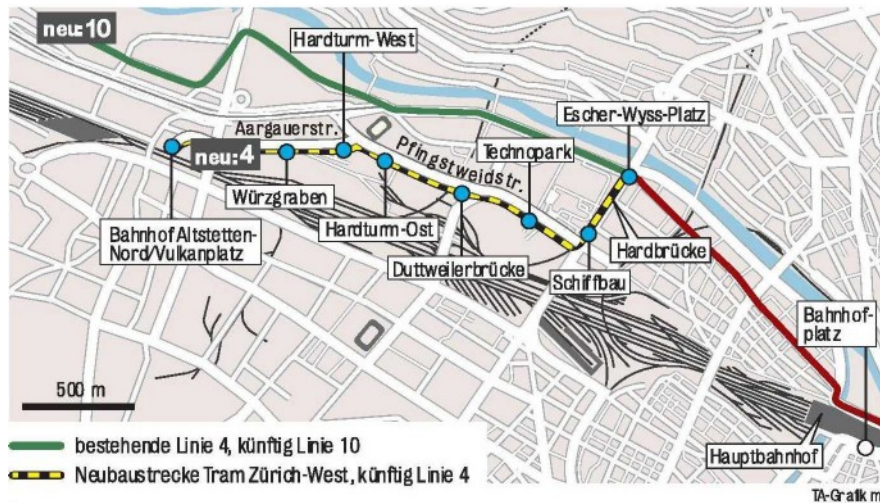 neu: 10
Hardturm-West
Escher-Wyss-Platz
Aargauerstr.
Pfingstweidstr.
Technopark
neu: 4
Würzgraben
Hardturm-Ost
Hardbrücke
Bahnhof Altstetten-
Nord/Vulkanplatz
Duttweilerbrücke
Schiffbau
Bahnhof-
platz
500 m
Hauptbahnhof
bestehende Linie 4, künftig Linie 10
Neubaustrecke Tram Zürich-West, künftig Linie 4
TA-Grafik